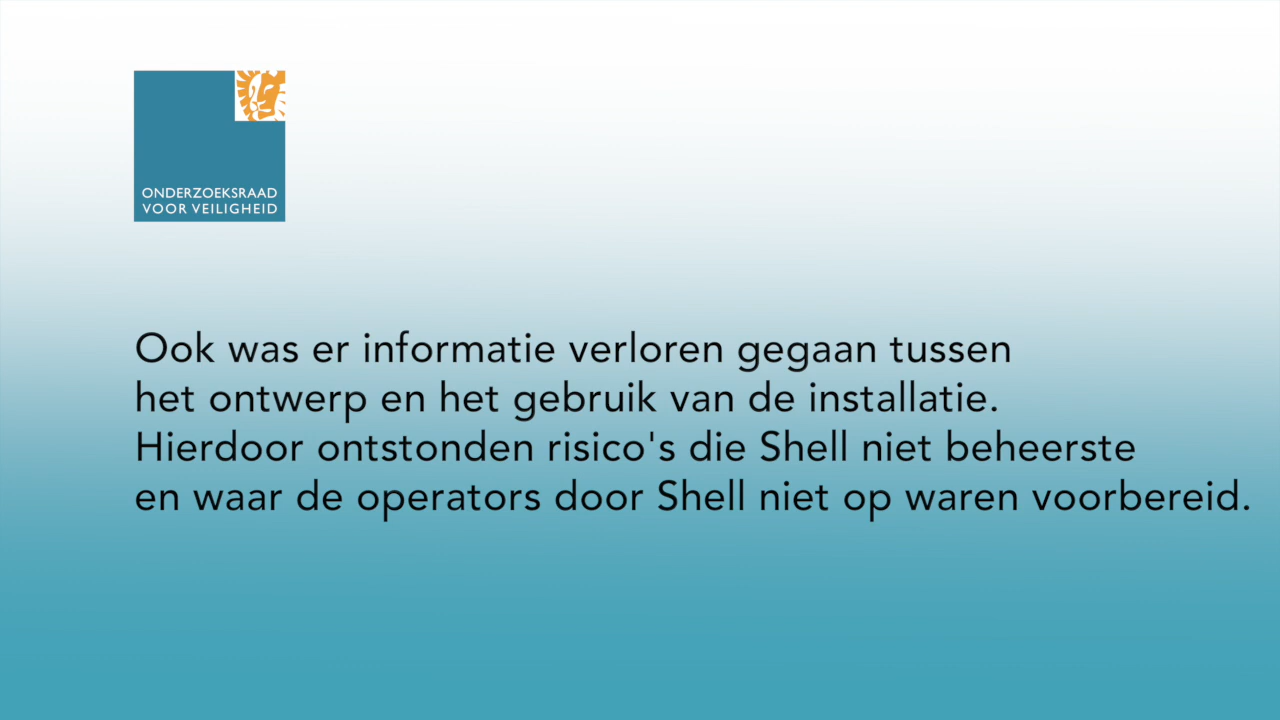 ONDERZOEKSRAAD
VOOR VEILIGHEID
Ook was er informatie verloren gegaan tussen
het ontwerp en het gebruik van de installatie.
Hierdoor ontstonden risico's die Shell niet beheerste
en waar de operators door Shell niet op waren voorbereid.